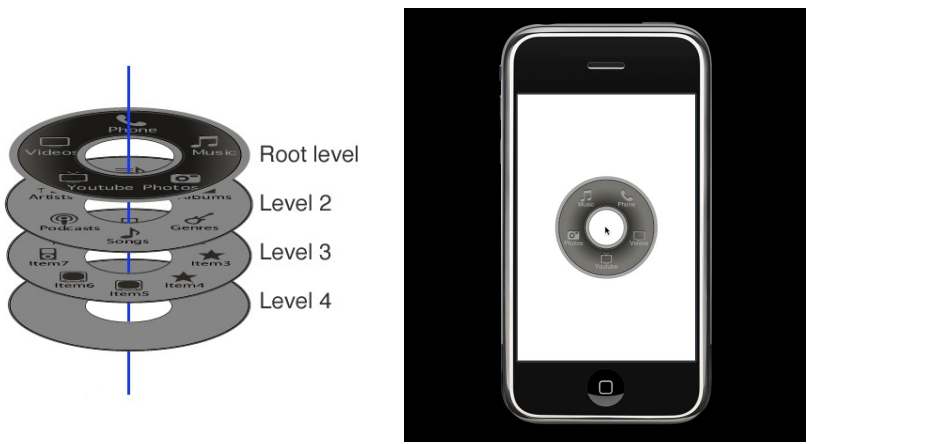 Phone
Videos Music
Youtube Photos
Root level
Artists Albums
Podcasts Genres
Songs
Level 2
Item7 Item3
Item6 Item4
Item5
Level 3
Level 4
Music Phone
Photos Videos
Youtube